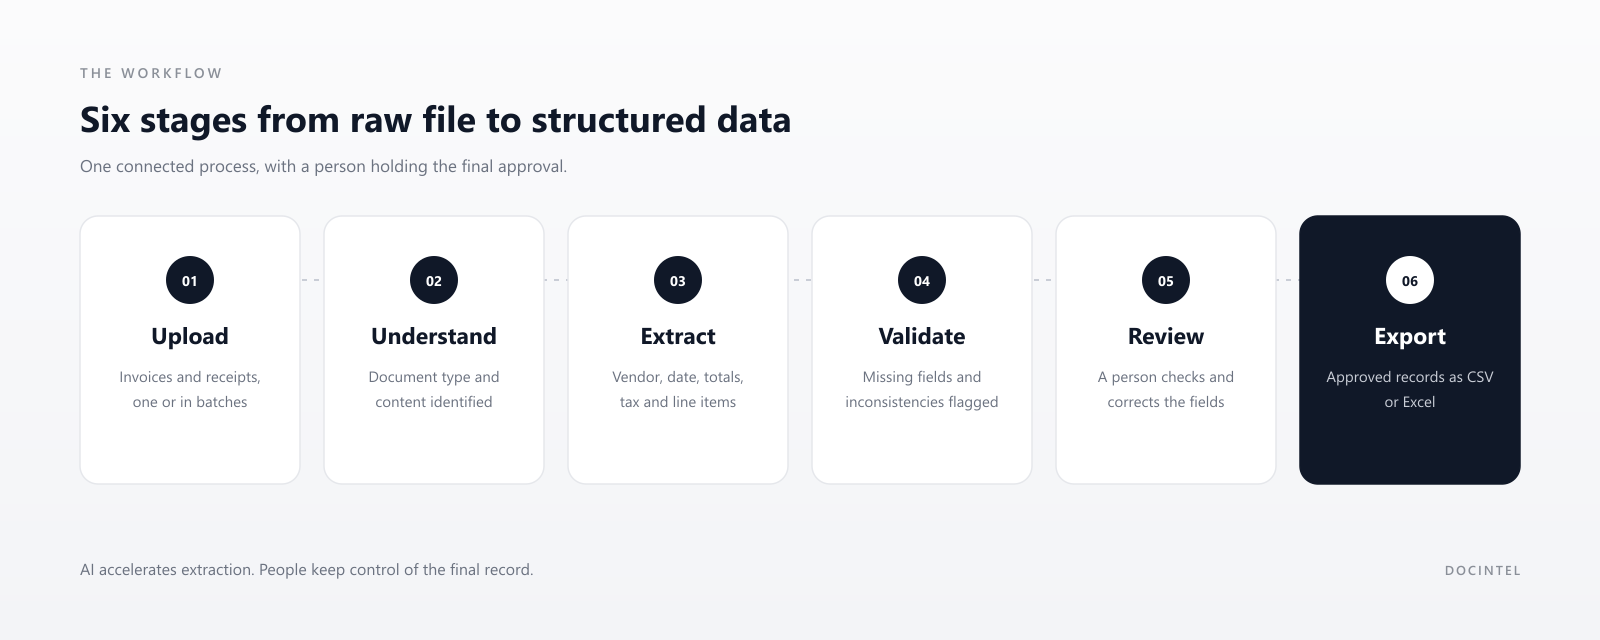 THE WORKFLOW
Six stages from raw file to structured data
One connected process, with a person holding the final approval.
01
Upload
Invoices and receipts,
one or in batches
02
Understand
Document type and
content identified
03
Extract
Vendor, date, totals,
tax and line items
04
Validate
Missing fields and
inconsistencies flagged
05
Review
A person checks and
corrects the fields
06
Export
Approved records as CSV
or Excel
AI accelerates extraction. People keep control of the final record.
DOCINTEL